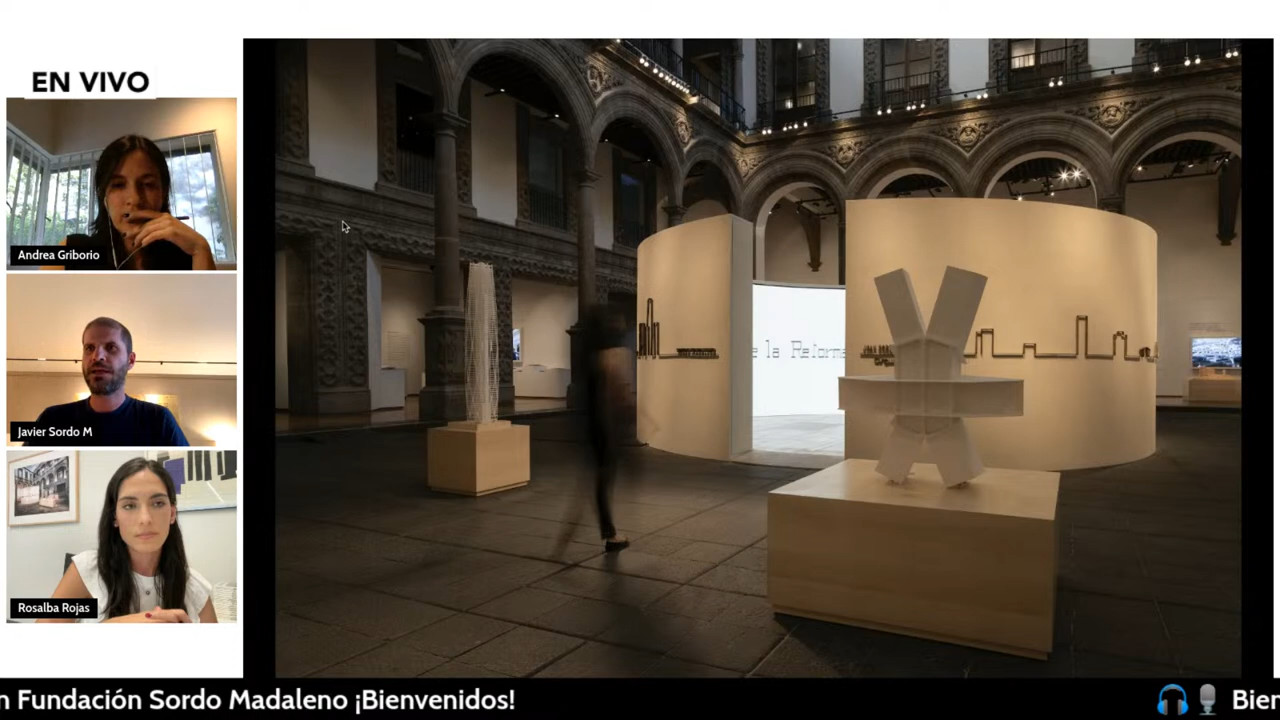 EN VIVO
Andrea Griborio
Javier Sordo M
Rosalba Rojas
e la Reforma
n Fundación Sordo Madaleno ¡Bienvenidos!
Bien